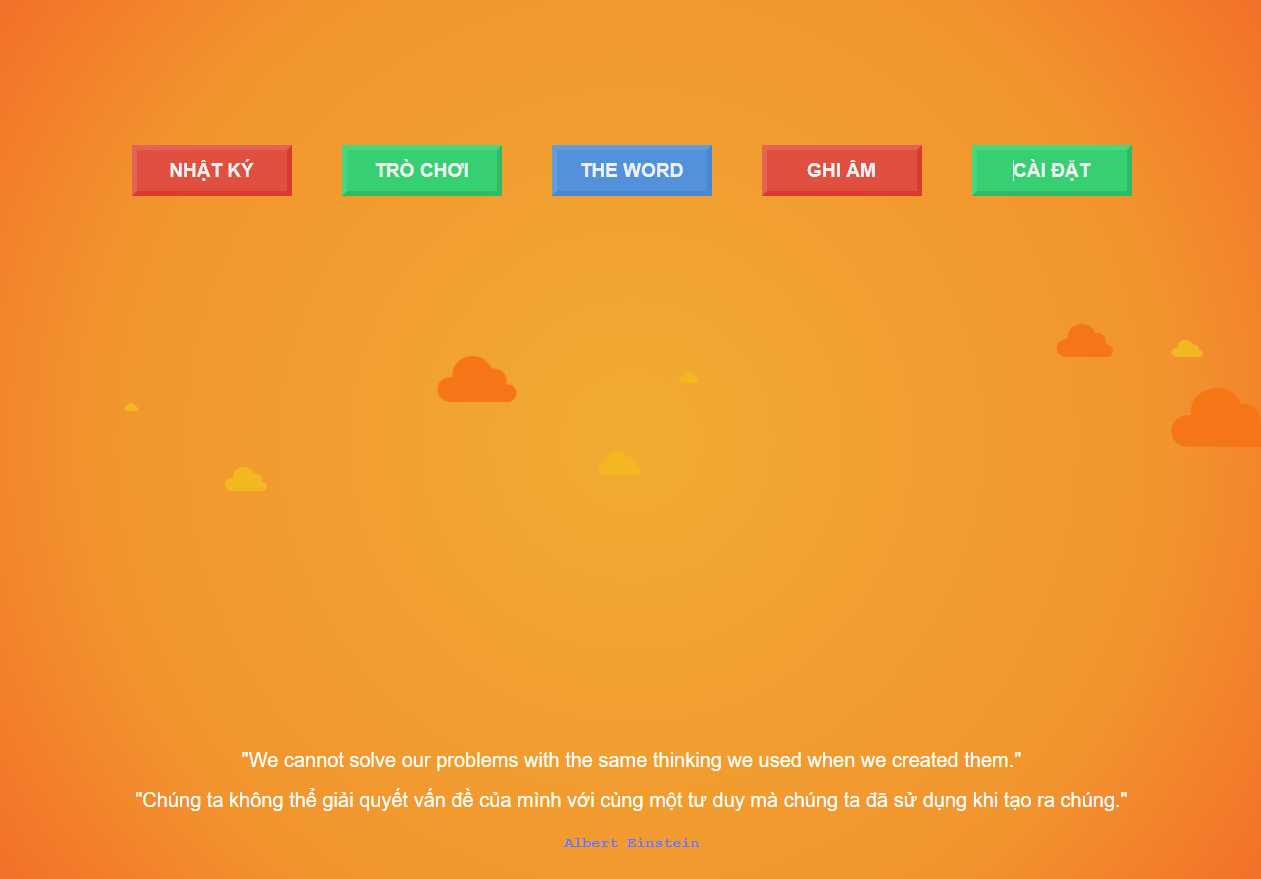 NHẬT KÝ
TRÒ CHƠI
THE WORD
GHI ÂM
CÀI ĐẶT
"We cannot solve our problems with the same thinking we used when we created them."
"Chúng ta không thể giải quyết vấn đề của mình với cùng một tư duy mà chúng ta đã sử dụng khi tạo ra chúng."
Albert Einstein